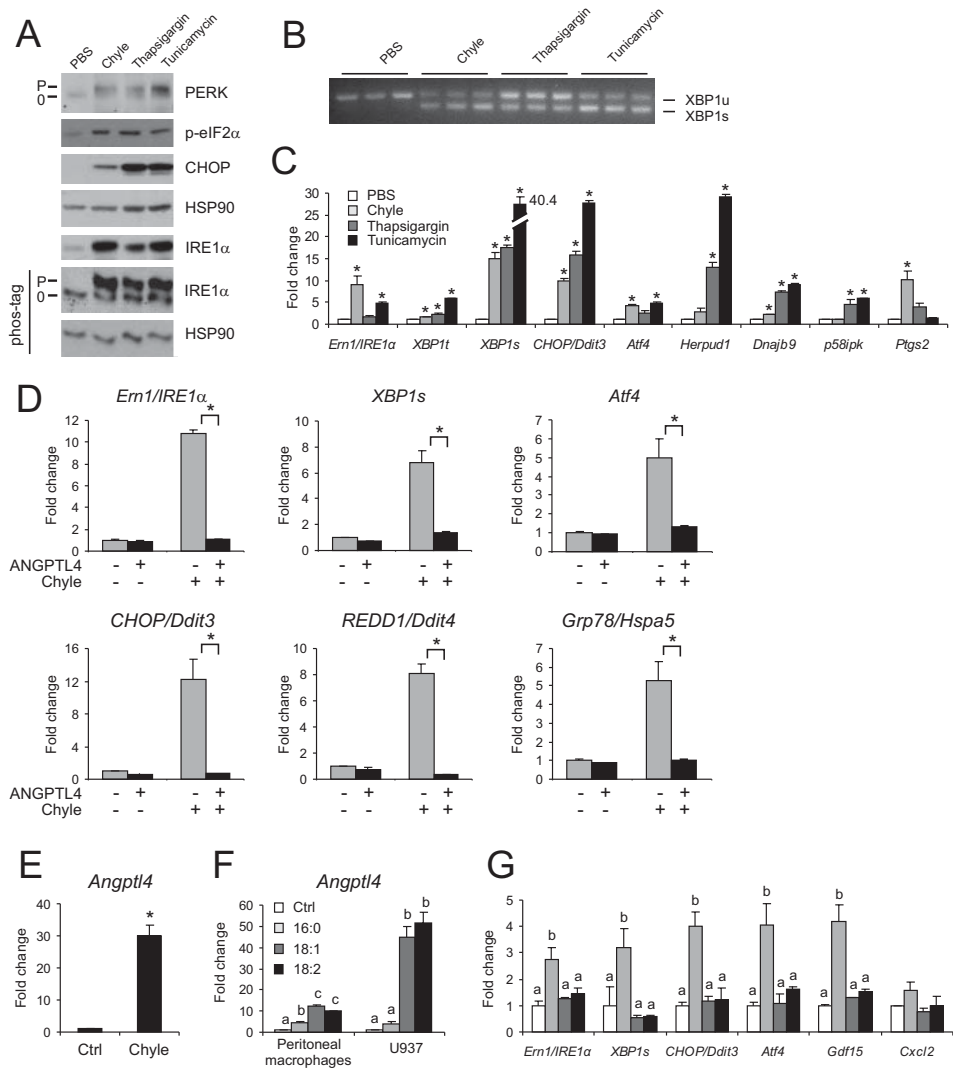 A
PBS Chyle Thapsigargin Tunicamycin
P
0
PERK
p-eIF2α
CHOP
HSP90
IRE1α
phos-tag
P
0
IRE1α
HSP90
B
PBS Chyle Thapsigargin Tunicamycin
XBP1u
XBP1s
C
PBS
Chyle
Thapsigargin
Tunicamycin
Fold change
30
25
20
15
10
5
0
* * * * * * * * 40.4 * * * * * * * * * * * * *
Ern1/IRE1α XBP1t XBP1s CHOP/Ddit3 Atf4 Herpud1 Dnajb9 p58ipk Ptgs2
D
Ern1/IRE1α
Fold change
12
10
8
6
4
2
0
*
XBP1s
Fold change
10
8
6
4
2
0
*
Atf4
Fold change
7
6
5
4
3
2
1
0
*
ANGPTL4 - + - + - + - + - + - +
Chyle - - + + - - + + - - + +
CHOP/Ddit3
Fold change
16
12
8
4
0
*
REDD1/Ddit4
Fold change
10
8
6
4
2
0
*
Grp78/Hspa5
Fold change
7
6
5
4
3
2
1
0
*
ANGPTL4 - + - + - + - + - + - +
Chyle - - + + - - + + - - + +
E
Angptl4
Fold change
40
30
20
10
0
*
Ctrl Chyle
F
Angptl4
Fold change
60
50
40
30
20
10
0
Ctrl
16:0
18:1
18:2
a b c c a a b b
Peritoneal macrophages U937
G
Fold change
5
4
3
2
1
0
a b a a a b a a a b a a a b a a a b a a
Ern1/IRE1α XBP1s CHOP/Ddit3 Atf4 Gdf15 Cxcl2